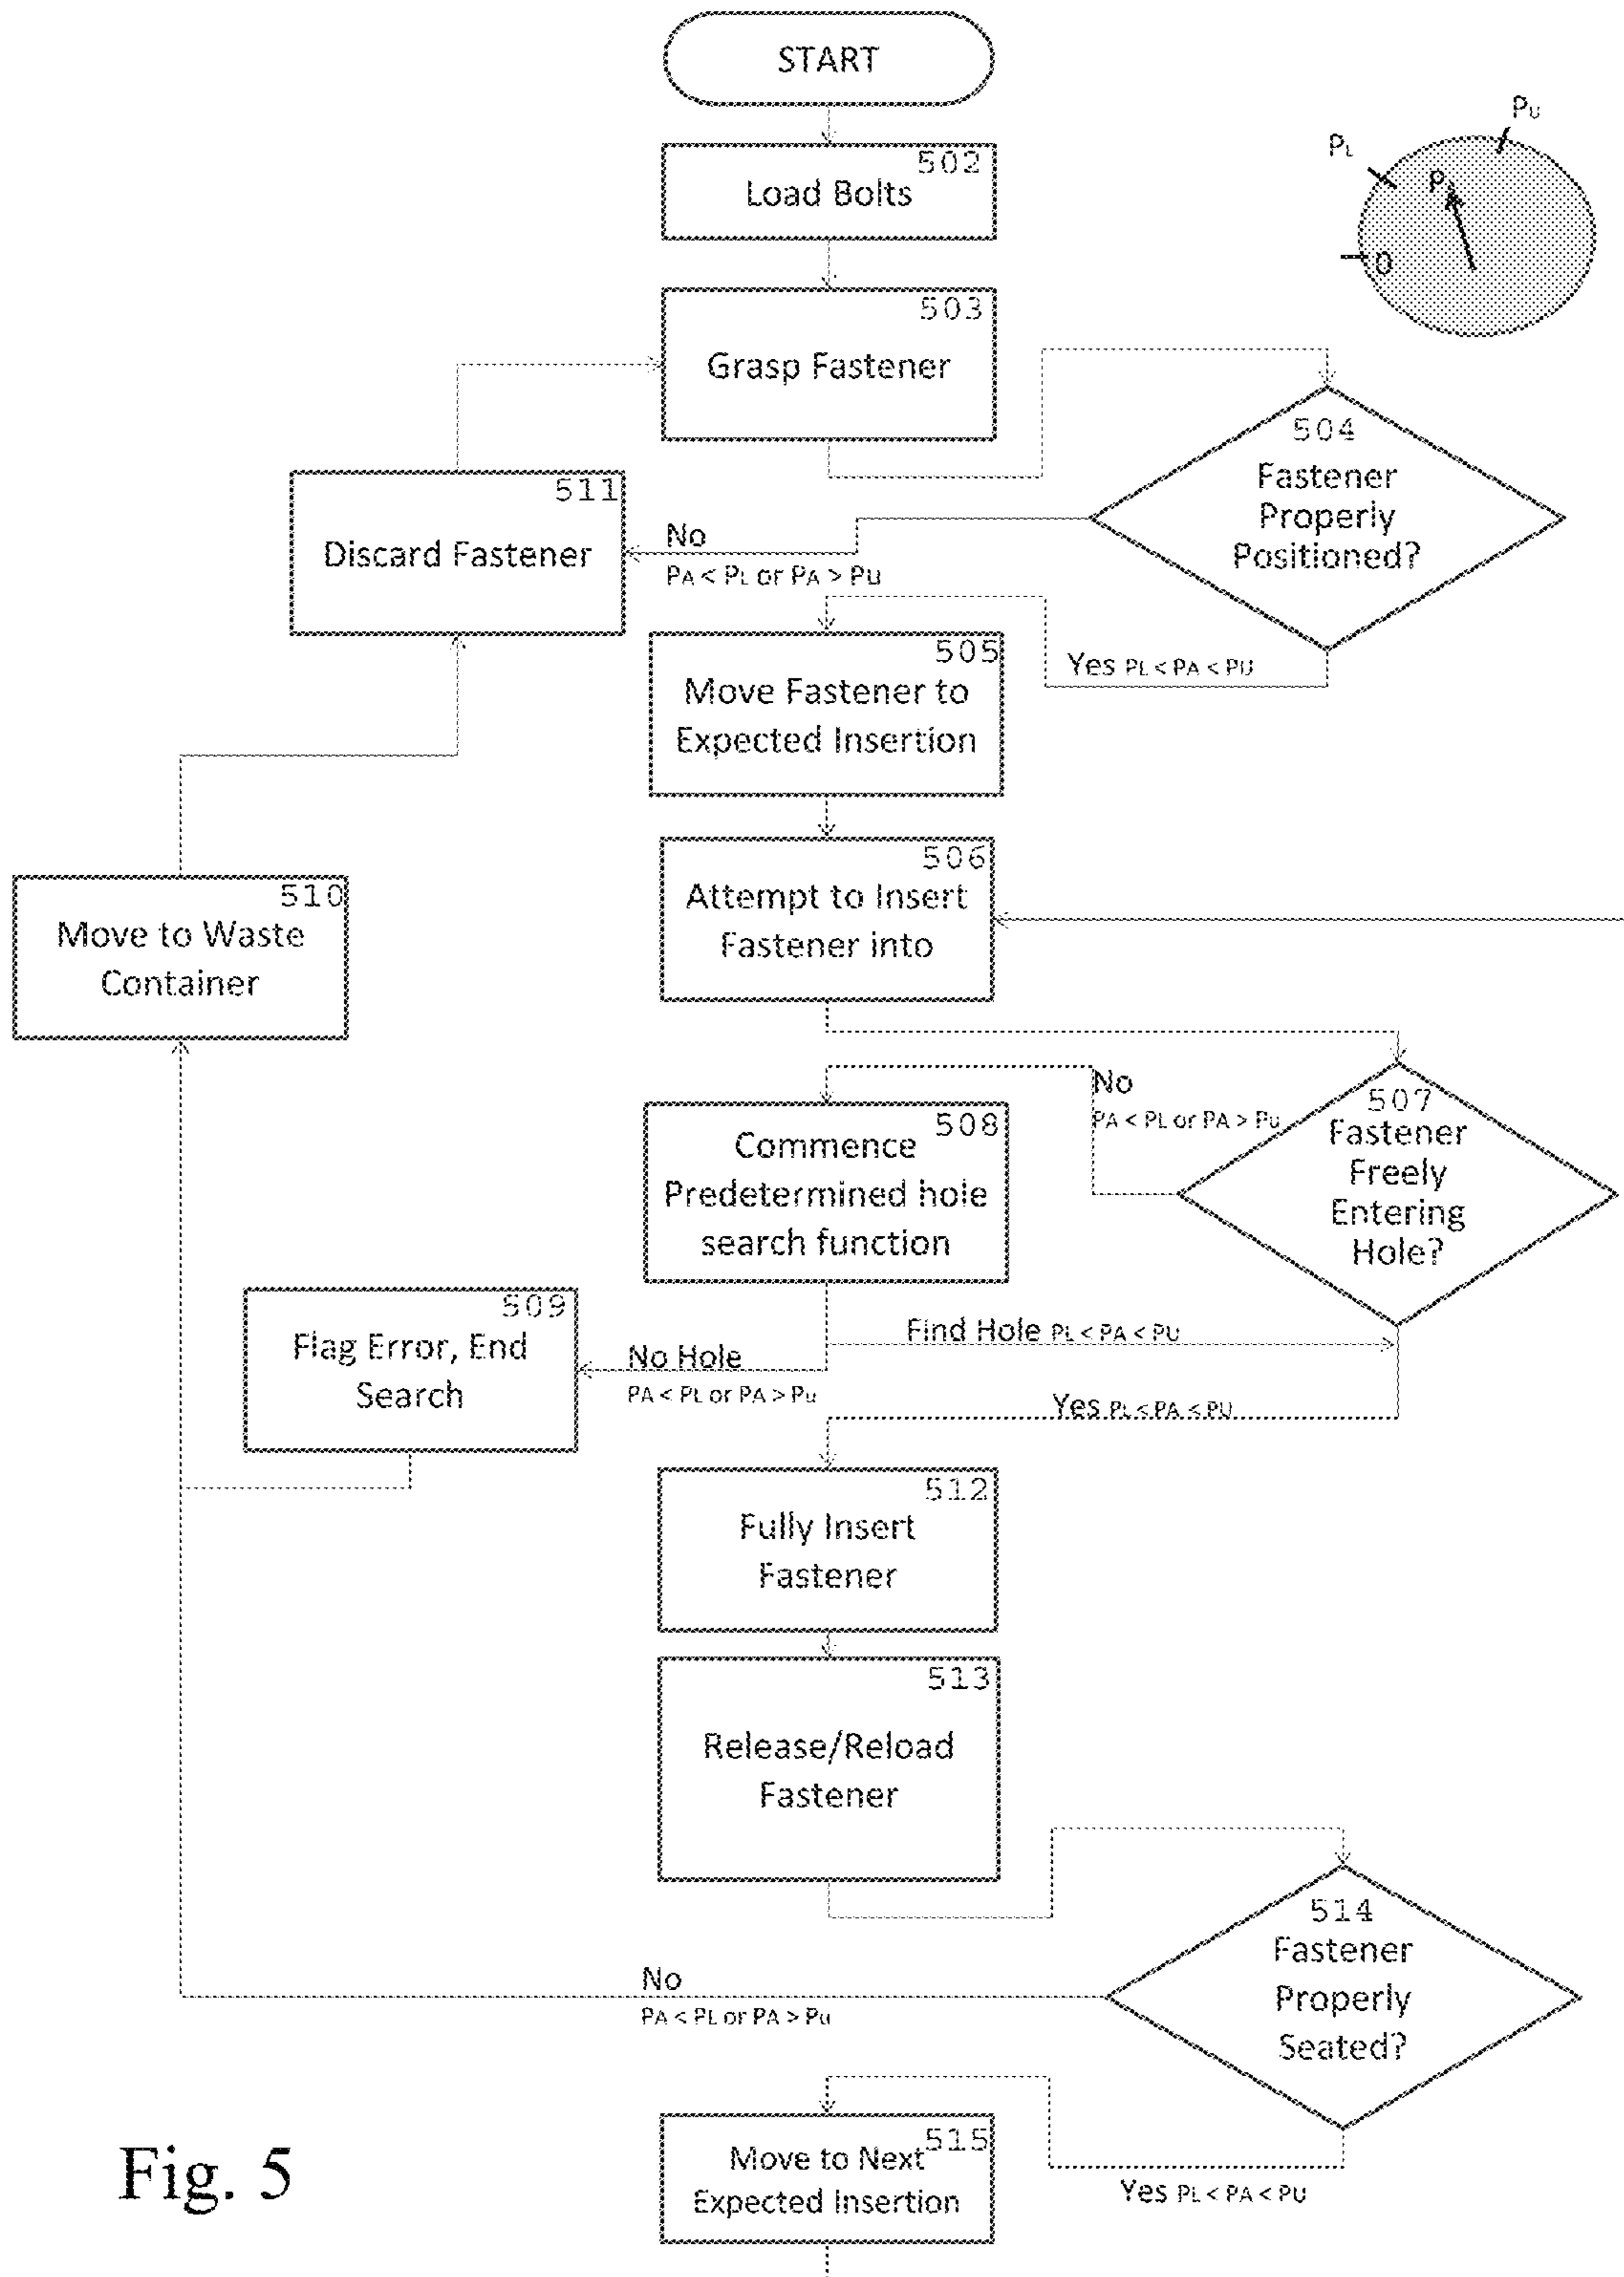 START
502
Load Bolts
PU
PL
P
0
503
Grasp Fastener
504
Fastener
Properly
Positioned?
511
Discard Fastener
No
PA < PL or PA > Pu
Yes PL < PA < PU
505
Move Fastener to
Expected Insertion
506
Attempt to Insert
Fastener into
510
Move to Waste
Container
No
PA < PL or PA > Pu
507
Fastener
Freely
Entering
Hole?
508
Commence
Predetermined hole
search function
509
Flag Error, End
Search
Find Hole PL < PA < PU
No Hole
PA < PL or PA > Pu
Yes PL < PA < PU
512
Fully Insert
Fastener
513
Release/Reload
Fastener
514
Fastener
Properly
Seated?
No
PA < PL or PA > Pu
515
Move to Next
Expected Insertion
Yes PL < PA < PU
Fig. 5